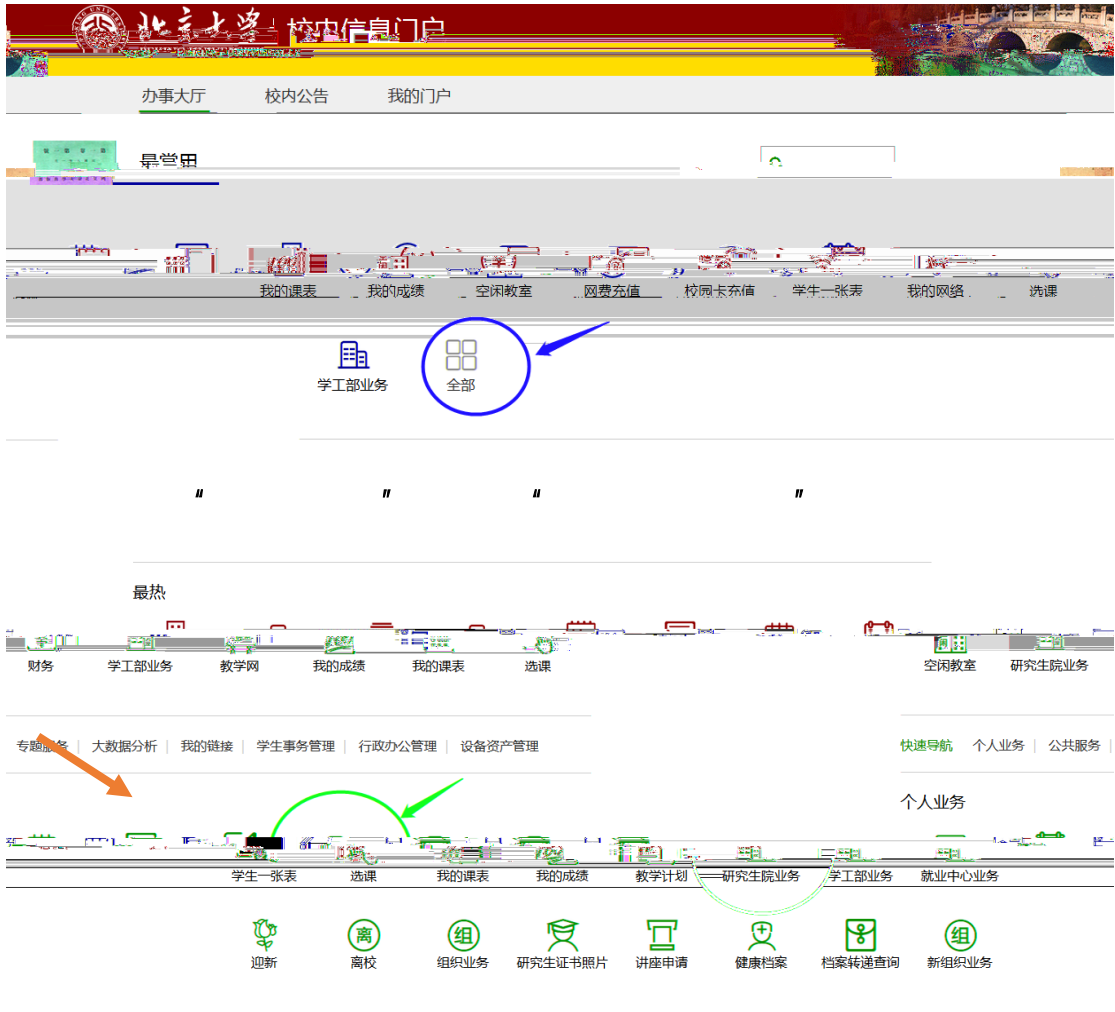 北京大学 校内信息门户
办事大厅 校内公告 我的门户
最常用
我的课表 我的成绩 空闲教室 网费充值 校园卡充值 学生一张表 我的网络 选课
学工部业务 全部
“ ” “ ”
最热
财务 学工部业务 教学网 我的成绩 我的课表 选课 空闲教室 研究生院业务
专题服务 | 大数据分析 | 我的链接 | 学生事务管理 | 行政办公管理 | 设备资产管理 快速导航 个人业务 | 公共服务 |
个人业务
学生一张表 选课 我的课表 我的成绩 教学计划 研究生院业务 学工部业务 就业中心业务
离 组 组
迎新 离校 组织业务 研究生证书照片 讲座申请 健康档案 档案转递查询 新组织业务